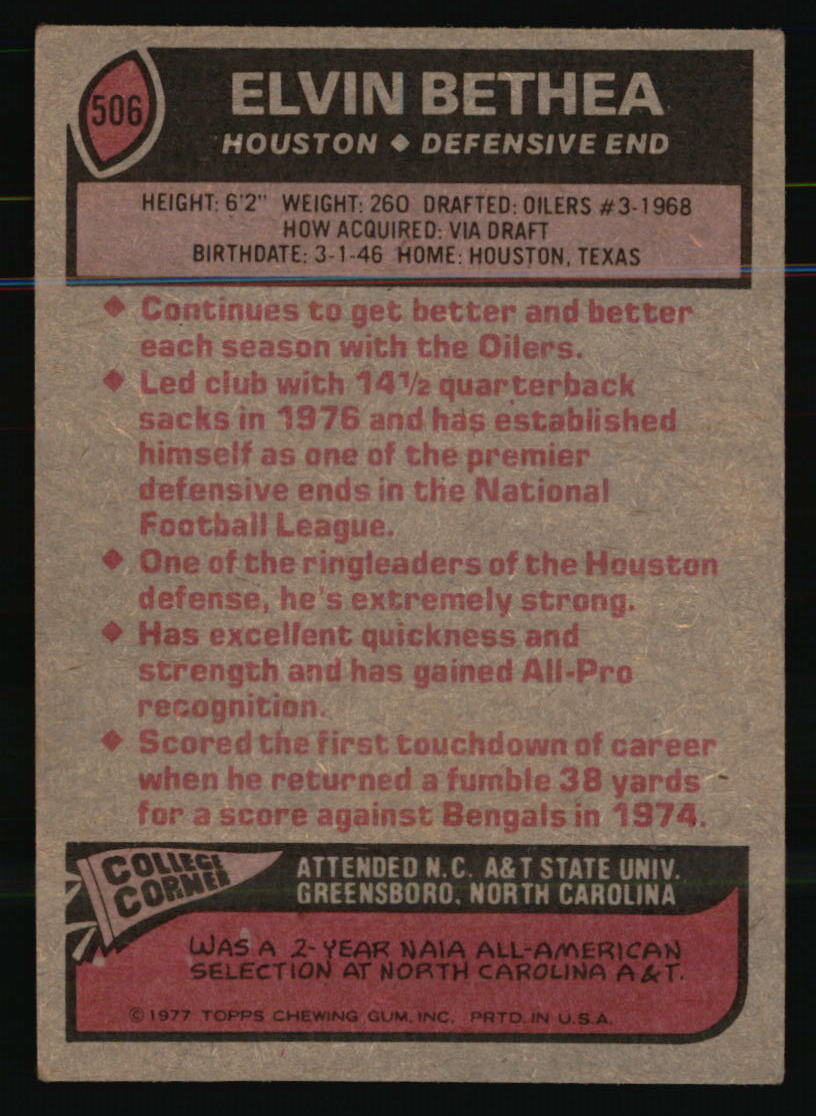 506
ELVIN BETHEA
HOUSTON ◆ DEFENSIVE END
HEIGHT: 6'2" WEIGHT: 260 DRAFTED: OILERS #3-1968
HOW ACQUIRED: VIA DRAFT
BIRTHDATE: 3-1-46 HOME: HOUSTON, TEXAS
◆ Continues to get better and better
each season with the Oilers.
◆ Led club with 14½ quarterback
sacks in 1976 and has established
himself as one of the premier
defensive ends in the National
Football League.
◆ One of the ringleaders of the Houston
defense, he's extremely strong.
◆ Has excellent quickness and
strength and has gained All-Pro
recognition.
◆ Scored the first touchdown of career
when he returned a fumble 38 yards
for a score against Bengals in 1974.
COLLEGE
CORNER
ATTENDED N.C. A&T STATE UNIV.
GREENSBORO, NORTH CAROLINA
WAS A 2-YEAR NAIA ALL-AMERICAN
SELECTION AT NORTH CAROLINA A&T.
©1977 TOPPS CHEWING GUM, INC. PRTD. IN U.S.A.